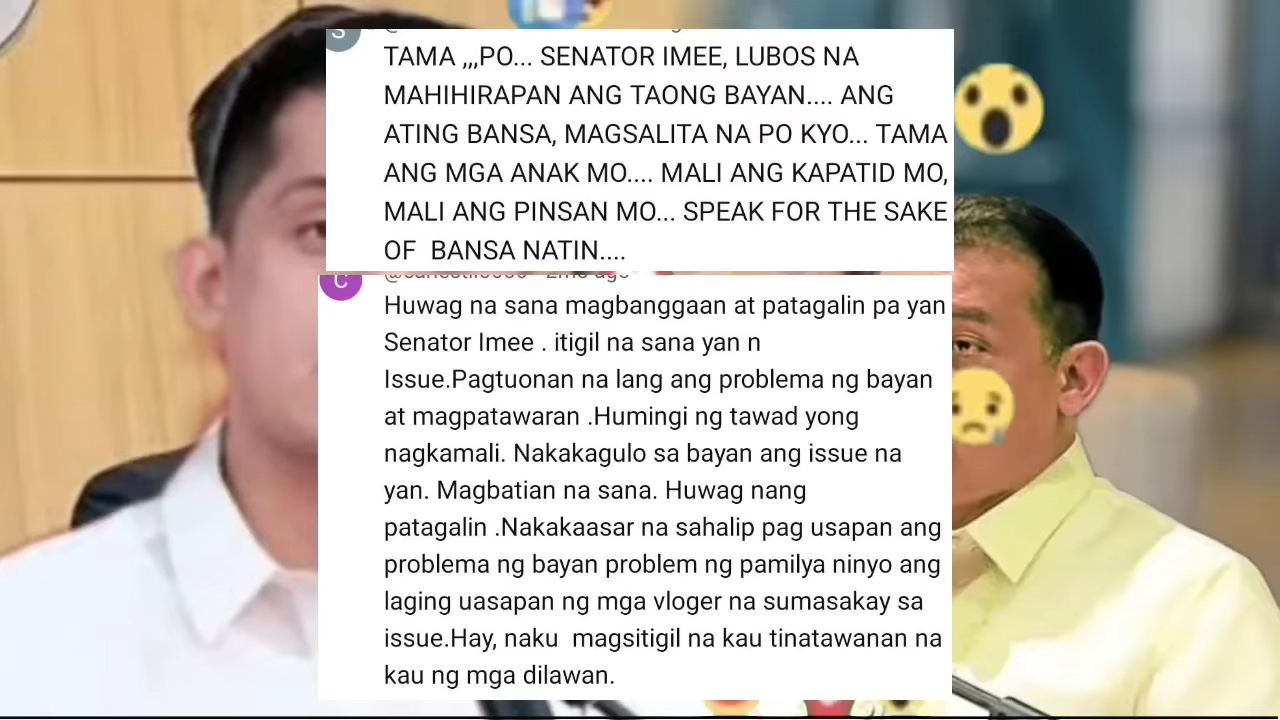 S
TAMA ,,,PO... SENATOR IMEE, LUBOS NA
MAHIHIRAPAN ANG TAONG BAYAN.... ANG
ATING BANSA, MAGSALITA NA PO KYO... TAMA
ANG MGA ANAK MO.... MALI ANG KAPATID MO,
MALI ANG PINSAN MO... SPEAK FOR THE SAKE
OF BANSA NATIN....
C
Huwag na sana magbanggaan at patagalin pa yan
Senator Imee . itigil na sana yan n
Issue.Pagtuonan na lang ang problema ng bayan
at magpatawaran .Humingi ng tawad yong
nagkamali. Nakakagulo sa bayan ang issue na
yan. Magbatian na sana. Huwag nang
patagalin .Nakakaasar na sahalip pag usapan ang
problema ng bayan problem ng pamilya ninyo ang
laging uasapan ng mga vloger na sumasakay sa
issue.Hay, naku magsitigil na kau tinatawanan na
kau ng mga dilawan.